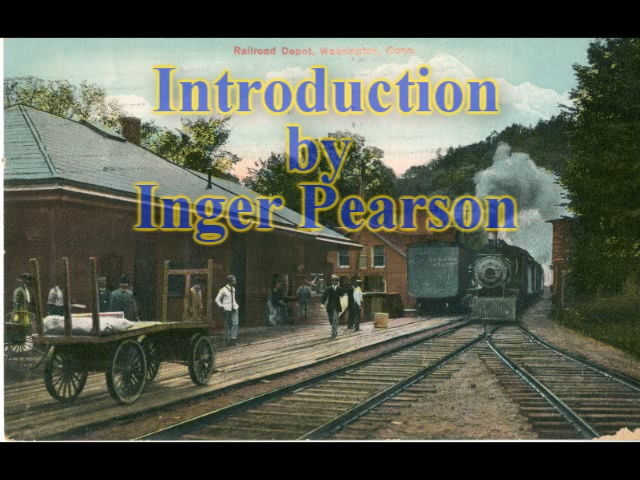 Railroad Depot, Washington, Conn.
Introduction
by
Inger Pearson